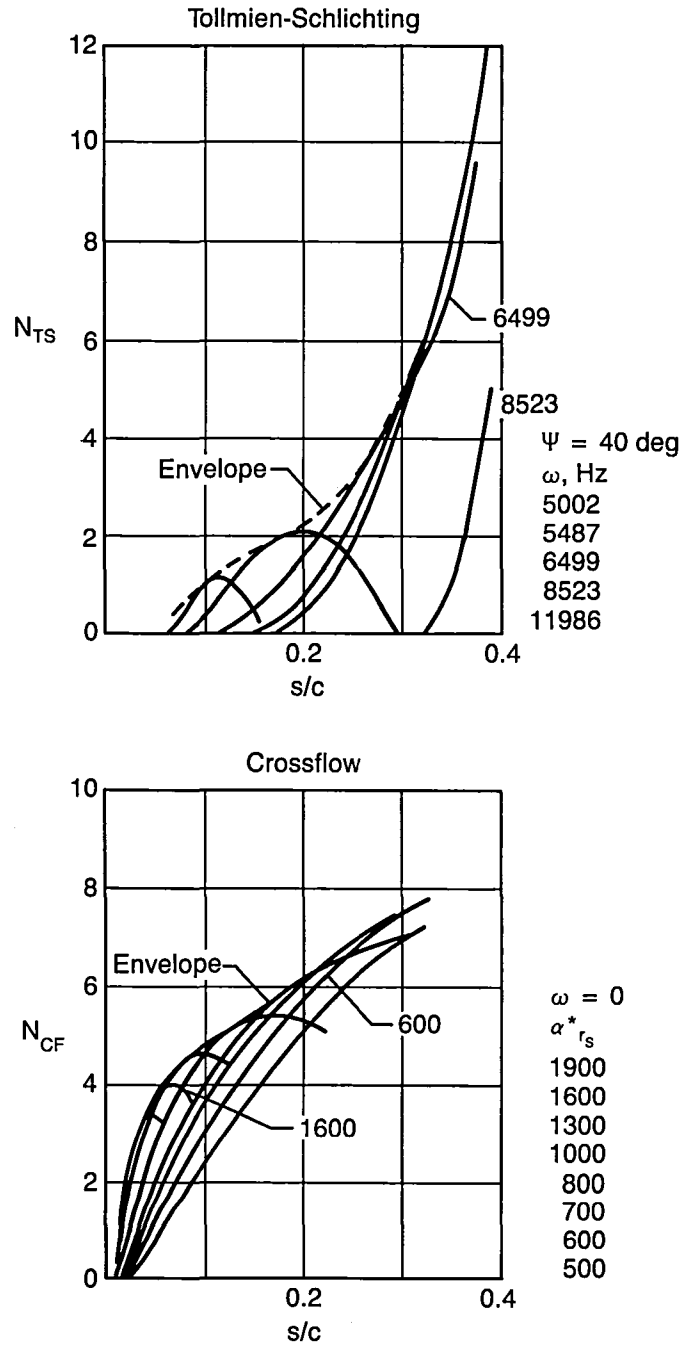 Tollmien-Schlichting
12
10
8
6
4
2
0
N_TS
6499
8523
Envelope
Ψ = 40 deg
ω, Hz
5002
5487
6499
8523
11986
0.2
0.4
s/c
Crossflow
10
8
6
4
2
0
N_CF
Envelope
600
1600
ω = 0
α*_rs
1900
1600
1300
1000
800
700
600
500
0.2
0.4
s/c